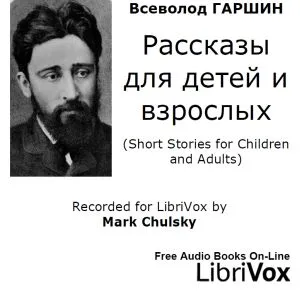 Всеволод ГАРШИН
Рассказы
для детей и
взрослых
(Short Stories for Children
and Adults)
Recorded for LibriVox by
Mark Chulsky
Free Audio Books On-Line
LibriVox